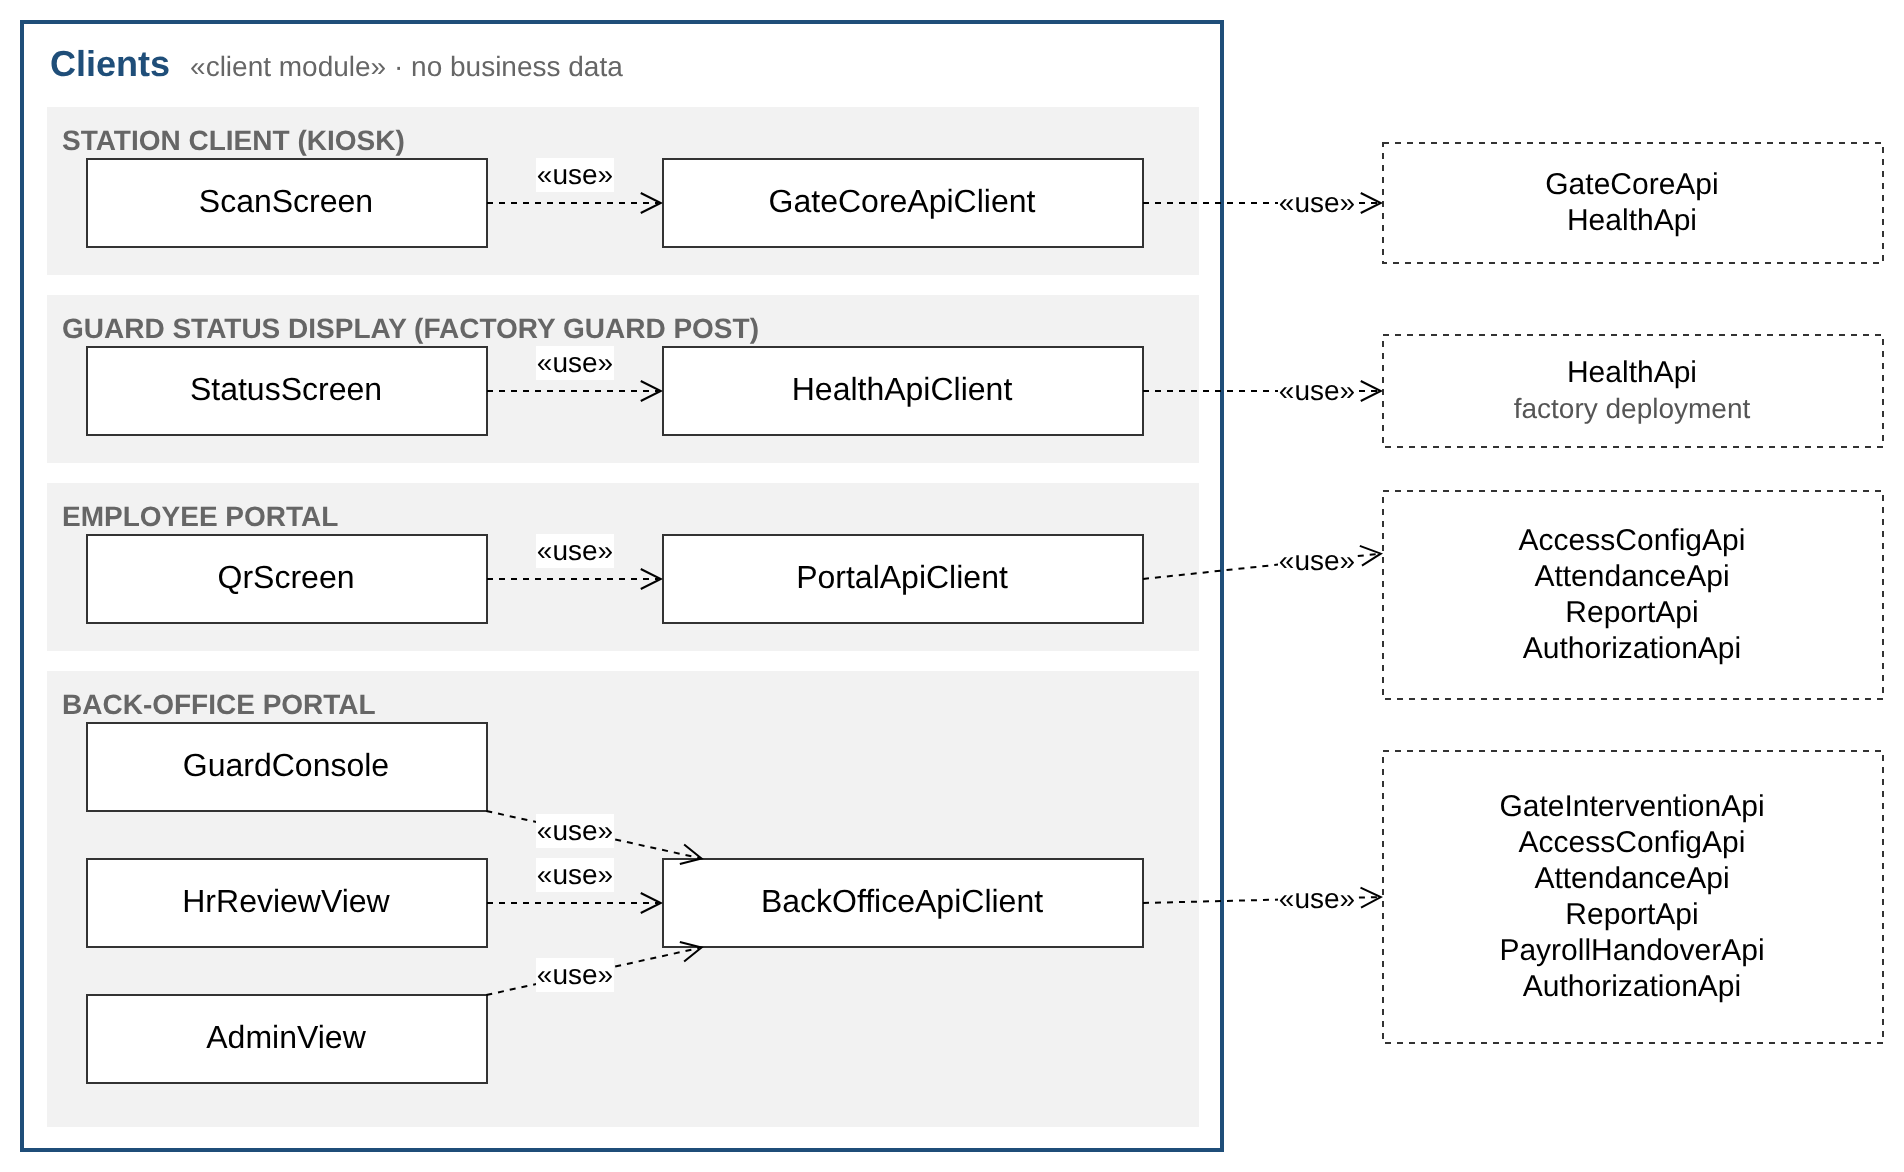 Clients «client module» · no business data
STATION CLIENT (KIOSK)
ScanScreen
«use»
GateCoreApiClient
«use»
GateCoreApi
HealthApi
GUARD STATUS DISPLAY (FACTORY GUARD POST)
StatusScreen
«use»
HealthApiClient
«use»
HealthApi
factory deployment
EMPLOYEE PORTAL
QrScreen
«use»
PortalApiClient
«use»
AccessConfigApi
AttendanceApi
ReportApi
AuthorizationApi
BACK-OFFICE PORTAL
GuardConsole
«use»
HrReviewView
«use»
AdminView
«use»
BackOfficeApiClient
«use»
GateInterventionApi
AccessConfigApi
AttendanceApi
ReportApi
PayrollHandoverApi
AuthorizationApi